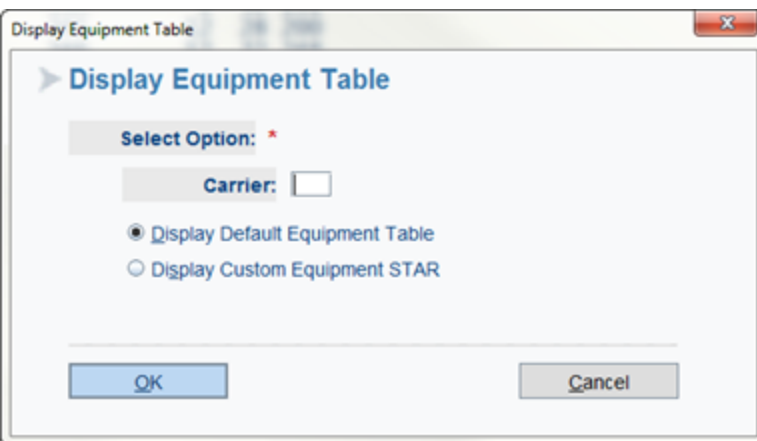 Display Equipment Table
Display Equipment Table
Select Option: *
Carrier:
Display Default Equipment Table
Display Custom Equipment STAR
OK
Cancel